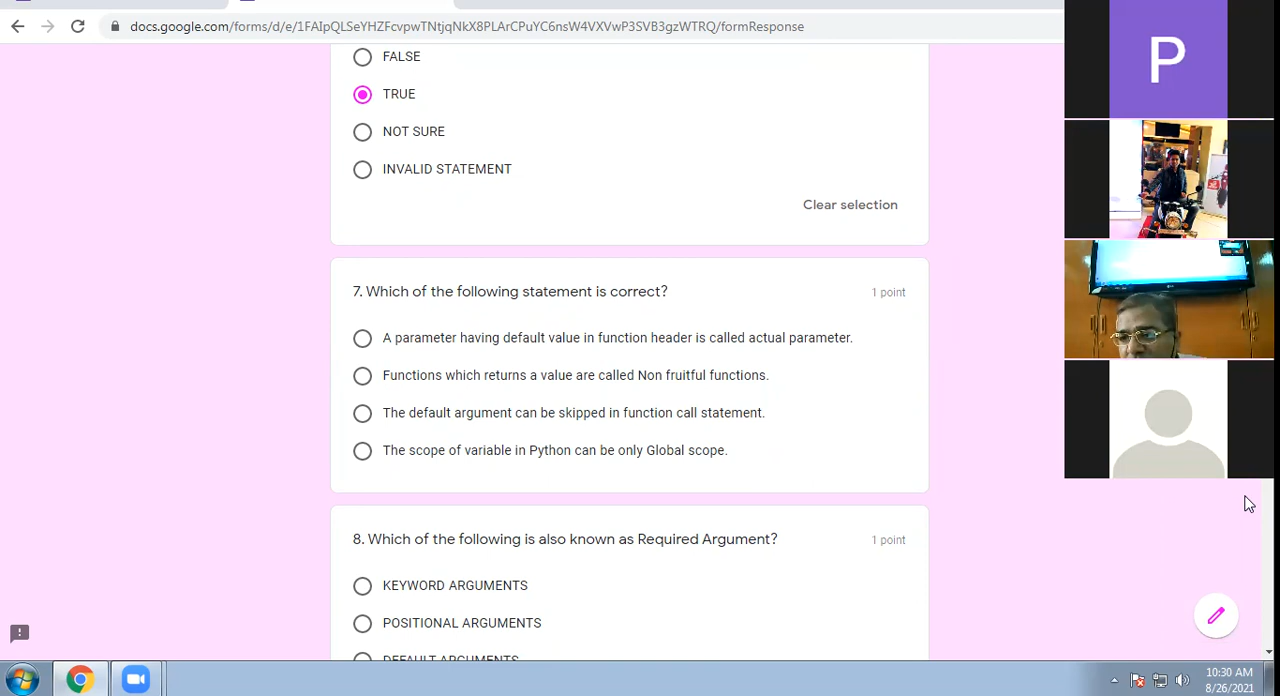 docs.google.com/forms/d/e/1FAIpQLSeYHZFcvpwTNtjqNkX8PLArCPuYC6nsW4VXVwP3SVB3gzWTRQ/formResponse
P
FALSE
TRUE
NOT SURE
INVALID STATEMENT
Clear selection
7. Which of the following statement is correct?
1 point
A parameter having default value in function header is called actual parameter.
Functions which returns a value are called Non fruitful functions.
The default argument can be skipped in function call statement.
The scope of variable in Python can be only Global scope.
8. Which of the following is also known as Required Argument?
1 point
KEYWORD ARGUMENTS
POSITIONAL ARGUMENTS
DEFAULT ARGUMENTS
10:30 AM
8/26/2021